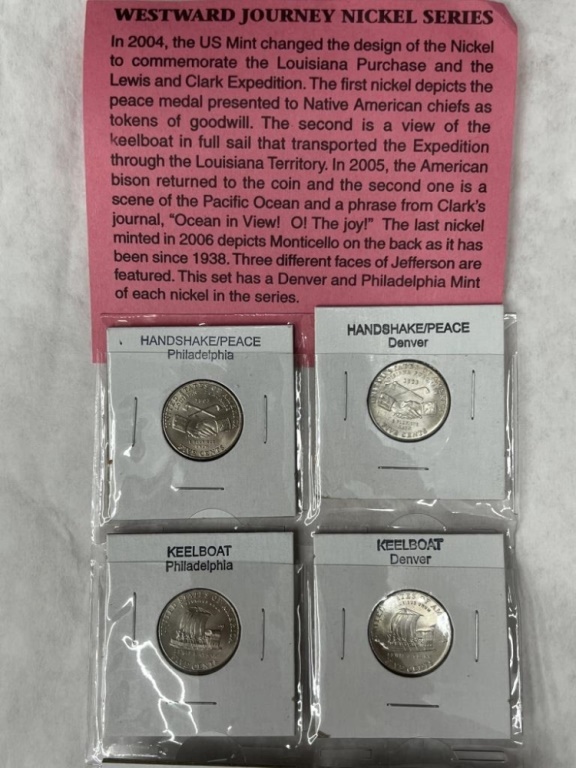 WESTWARD JOURNEY NICKEL SERIES
In 2004, the US Mint changed the design of the Nickel
to commemorate the Louisiana Purchase and the
Lewis and Clark Expedition. The first nickel depicts the
peace medal presented to Native American chiefs as
tokens of goodwill. The second is a view of the
keelboat in full sail that transported the Expedition
through the Louisiana Territory. In 2005, the American
bison returned to the coin and the second one is a
scene of the Pacific Ocean and a phrase from Clark's
journal, "Ocean in View! O! The joy!" The last nickel
minted in 2006 depicts Monticello on the back as it has
been since 1938. Three different faces of Jefferson are
featured. This set has a Denver and Philadelphia Mint
of each nickel in the series.
HANDSHAKE/PEACE
Philadelphia
HANDSHAKE/PEACE
Denver
1803
FIVE CENTS
KEELBOAT
Philadelphia
KEELBOAT
Denver